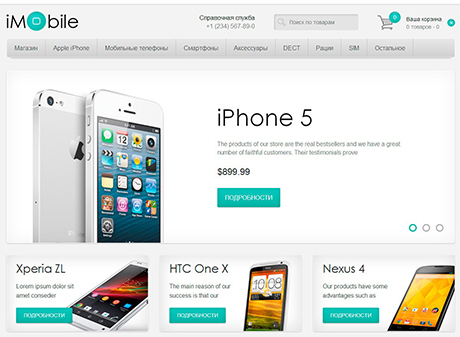 iMobile
Справочная служба
+1 (234) 567-89-0
Поиск по товарам
0
Ваша корзина
0 товаров - 0
Магазин Apple iPhone Мобильные телефоны Смартфоны Аксессуары DECT Рации SIM Остальное
iPhone 5
The products of our store are the real bestsellers and we have a great
number of faithful customers. Their testimonials prove
$899.99
ПОДРОБНОСТИ
Xperia ZL
Lorem ipsum dolor sit
amet conseder
ПОДРОБНОСТИ
HTC One X
The main reason of our
success is that our
ПОДРОБНОСТИ
Nexus 4
Our products have some
advantages such as
ПОДРОБНОСТИ